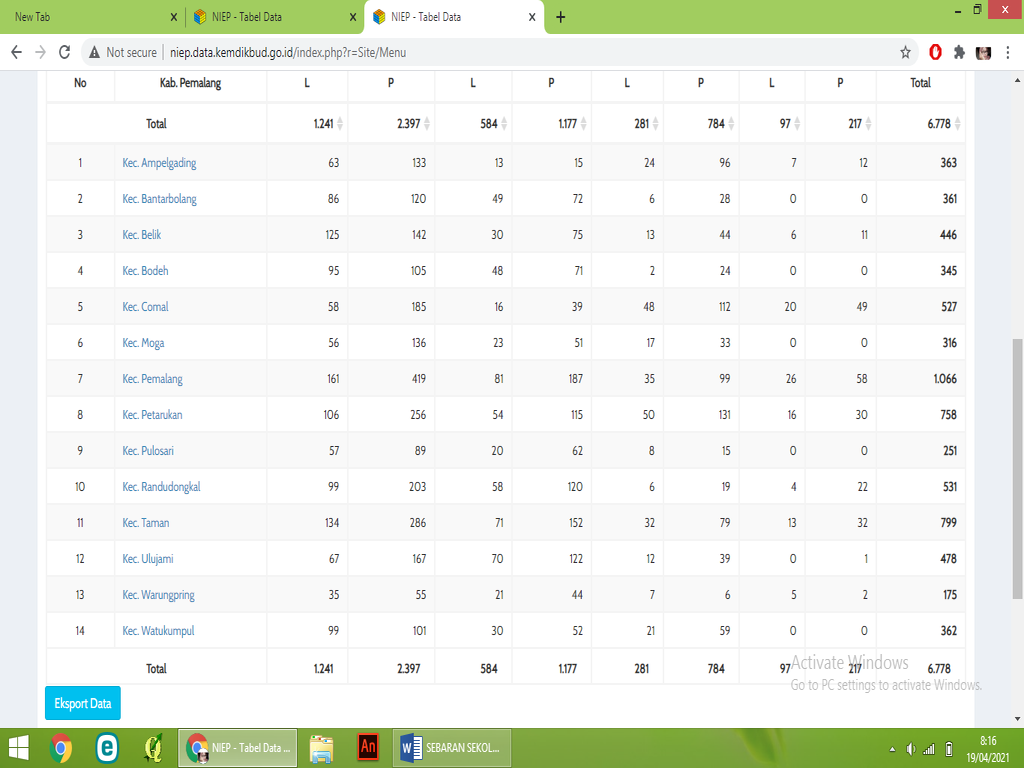 New Tab x NIEP - Tabel Data x NIEP - Tabel Data x +
Not secure | niep.data.kemdikbud.go.id/index.php?r=Site/Menu
No Kab. Pemalang L P L P L P L P Total
Total 1.241 2.397 584 1.177 281 784 97 217 6.778
1 Kec. Ampelgading 63 133 13 15 24 96 7 12 363
2 Kec. Bantarbolang 86 120 49 72 6 28 0 0 361
3 Kec. Belik 125 142 30 75 13 44 6 11 446
4 Kec. Bodeh 95 105 48 71 2 24 0 0 345
5 Kec. Comal 58 185 16 39 48 112 20 49 527
6 Kec. Moga 56 136 23 51 17 33 0 0 316
7 Kec. Pemalang 161 419 81 187 35 99 26 58 1.066
8 Kec. Petarukan 106 256 54 115 50 131 16 30 758
9 Kec. Pulosari 57 89 20 62 8 15 0 0 251
10 Kec. Randudongkal 99 203 58 120 6 19 4 22 531
11 Kec. Taman 134 286 71 152 32 79 13 32 799
12 Kec. Ulujami 67 167 70 122 12 39 0 1 478
13 Kec. Warungpring 35 55 21 44 7 6 5 2 175
14 Kec. Watukumpul 99 101 30 52 21 59 0 0 362
Total 1.241 2.397 584 1.177 281 784 97 217 6.778
Activate Windows
Go to PC settings to activate Windows.
Eksport Data
NIEP - Tabel Data ... An W SEBARAN SEKOL... 8:16
19/04/2021